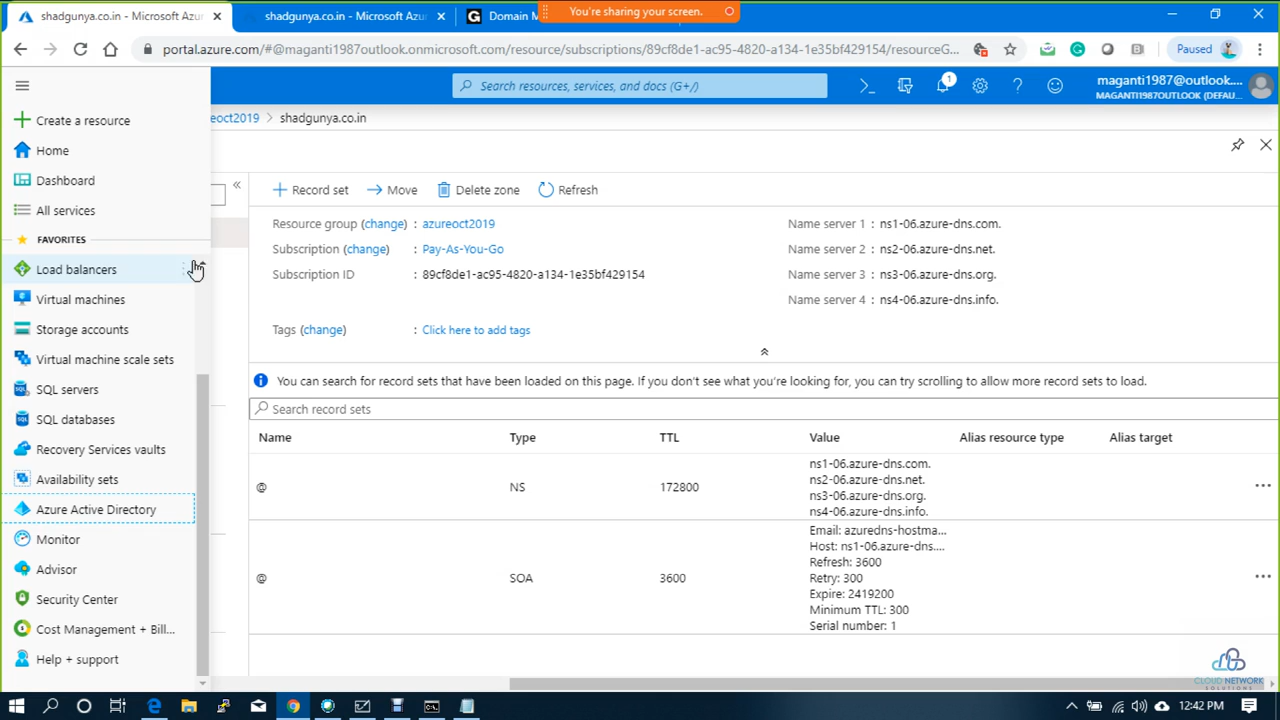 shadgunya.co.in - Microsoft Azu
shadgunya.co.in - Microsoft Azu
Domain M
You're sharing your screen.
portal.azure.com/#@maganti1987outlook.onmicrosoft.com/resource/subscriptions/89cf8de1-ac95-4820-a134-1e35bf429154/resourceG...
Paused
Search resources, services, and docs (G+/)
1
maganti1987@outlook....
MAGANTI1987OUTLOOK (DEFAU...
Create a resource
Home
Dashboard
All services
FAVORITES
Load balancers
Virtual machines
Storage accounts
Virtual machine scale sets
SQL servers
SQL databases
Recovery Services vaults
Availability sets
Azure Active Directory
Monitor
Advisor
Security Center
Cost Management + Bill...
Help + support
eoct2019 > shadgunya.co.in
Record set
Move
Delete zone
Refresh
Resource group (change) : azureoct2019
Subscription (change) : Pay-As-You-Go
Subscription ID : 89cf8de1-ac95-4820-a134-1e35bf429154
Tags (change) : Click here to add tags
Name server 1 : ns1-06.azure-dns.com.
Name server 2 : ns2-06.azure-dns.net.
Name server 3 : ns3-06.azure-dns.org.
Name server 4 : ns4-06.azure-dns.info.
You can search for record sets that have been loaded on this page. If you don't see what you're looking for, you can try scrolling to allow more record sets to load.
Search record sets
Name Type TTL Value Alias resource type Alias target
@ NS 172800
ns1-06.azure-dns.com.
ns2-06.azure-dns.net.
ns3-06.azure-dns.org.
ns4-06.azure-dns.info.
@ SOA 3600
Email: azuredns-hostma...
Host: ns1-06.azure-dns....
Refresh: 3600
Retry: 300
Expire: 2419200
Minimum TTL: 300
Serial number: 1
CLOUD NETWORK
SOLUTIONS
12:42 PM